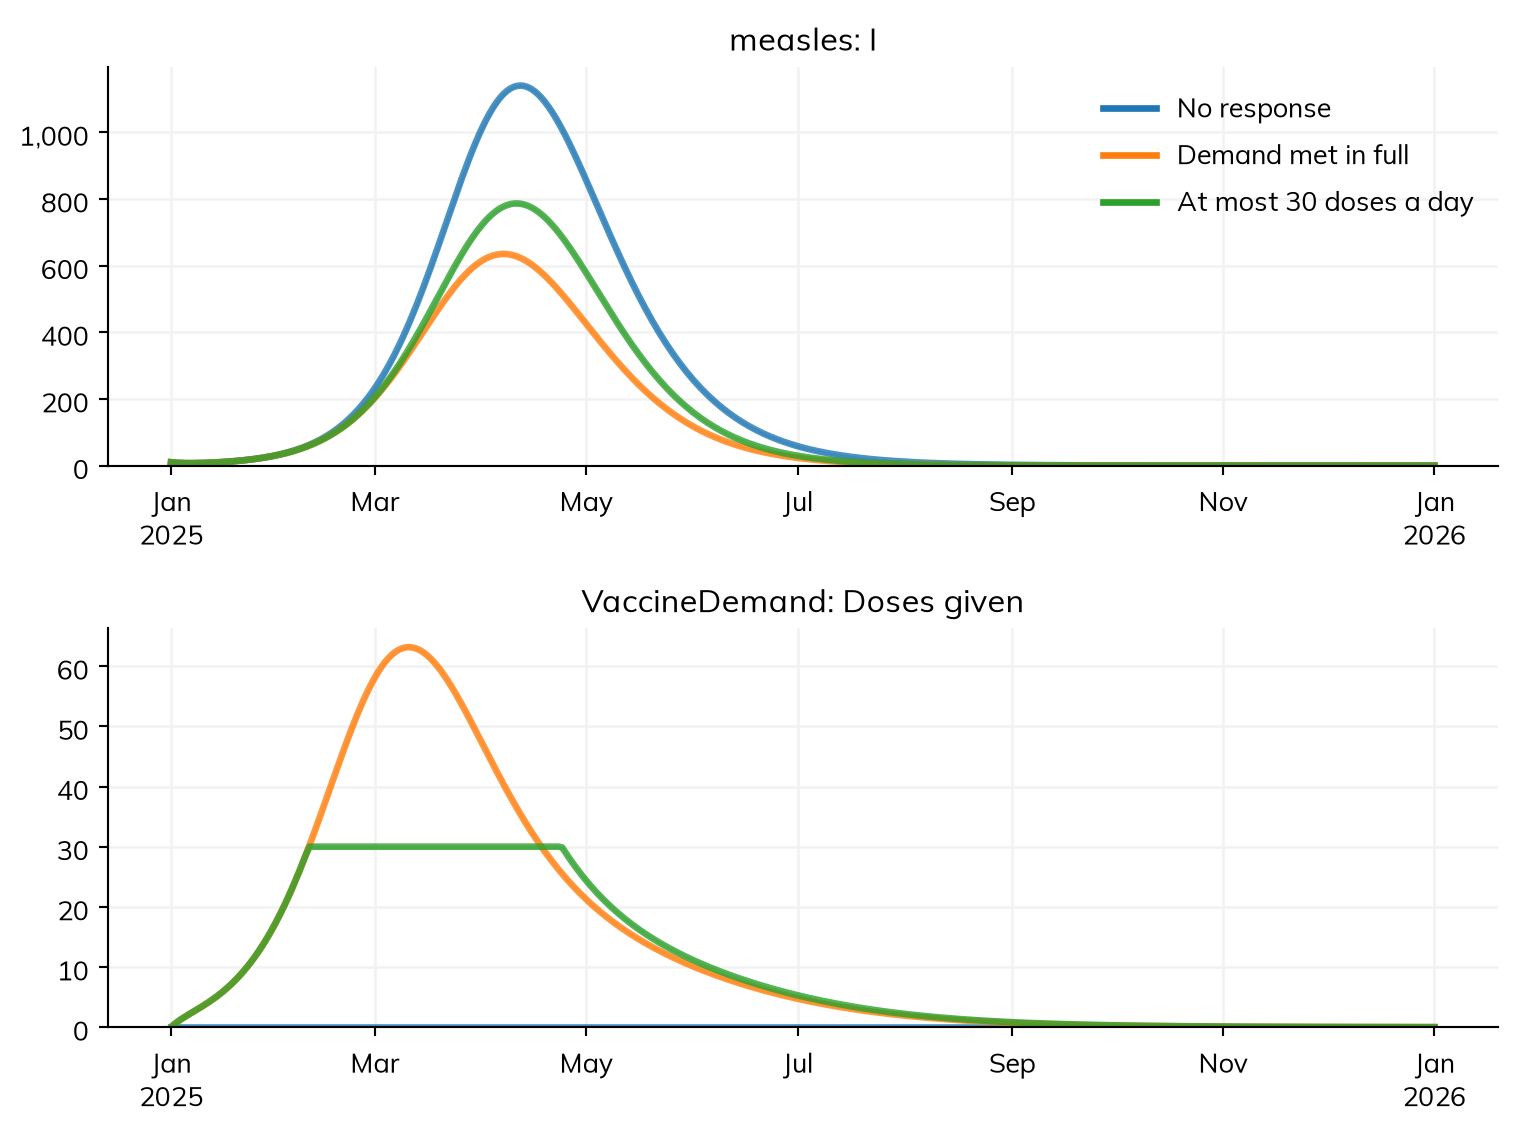 measles: I
1,000
800
600
400
200
0
No response
Demand met in full
At most 30 doses a day
Jan Mar May Jul Sep Nov Jan
2025 2026
VaccineDemand: Doses given
60
50
40
30
20
10
0
Jan Mar May Jul Sep Nov Jan
2025 2026